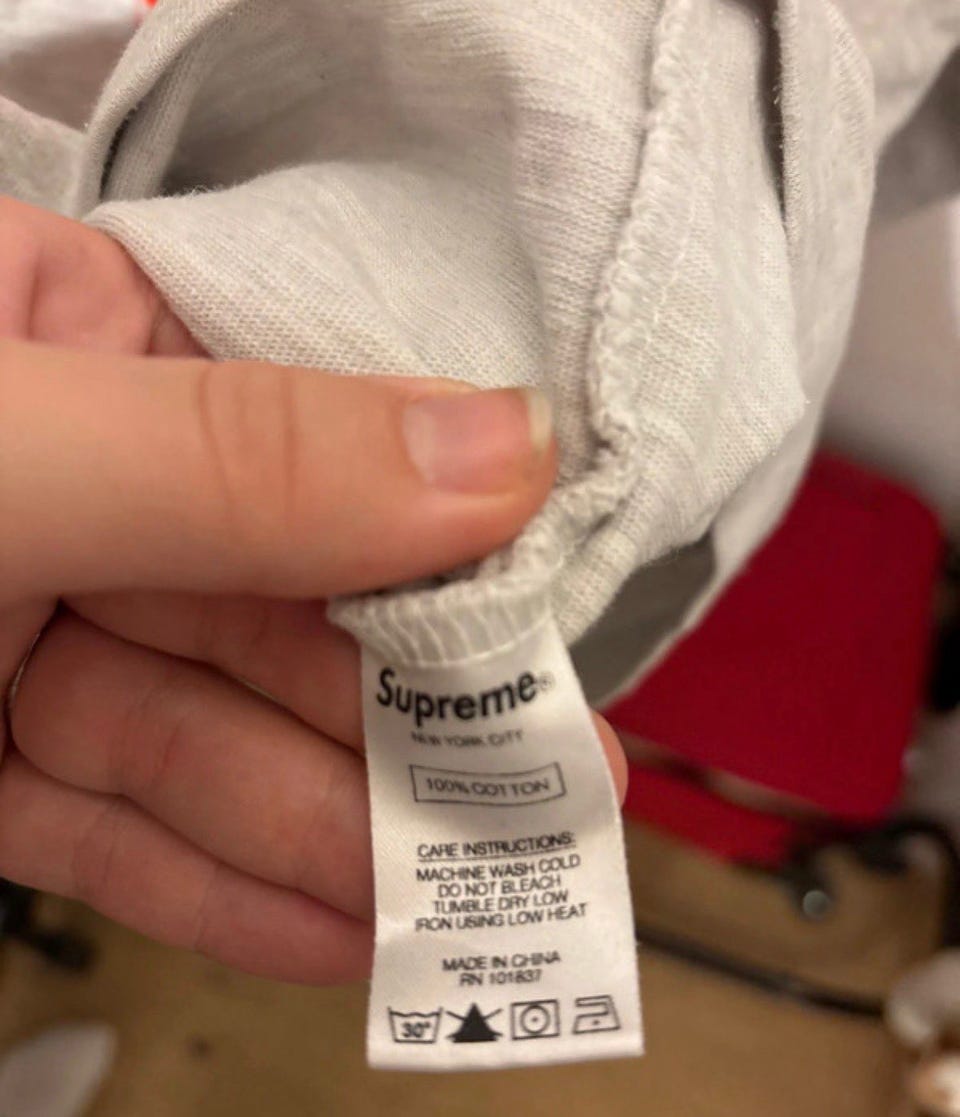 Supreme®
NEW YORK CITY
100% COTTON
CARE INSTRUCTIONS:
MACHINE WASH COLD
DO NOT BLEACH
TUMBLE DRY LOW
IRON USING LOW HEAT
MADE IN CHINA
RN 101837
30°